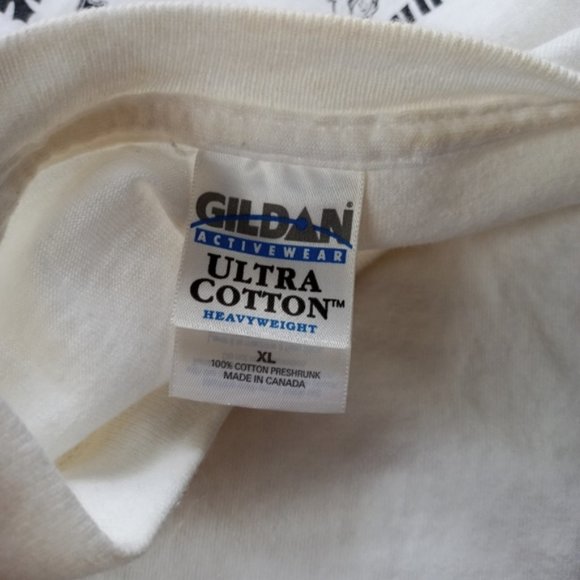 GILDAN®
ACTIVEWEAR
ULTRA
COTTON™
HEAVYWEIGHT
XL
100% COTTON PRESHRUNK
MADE IN CANADA